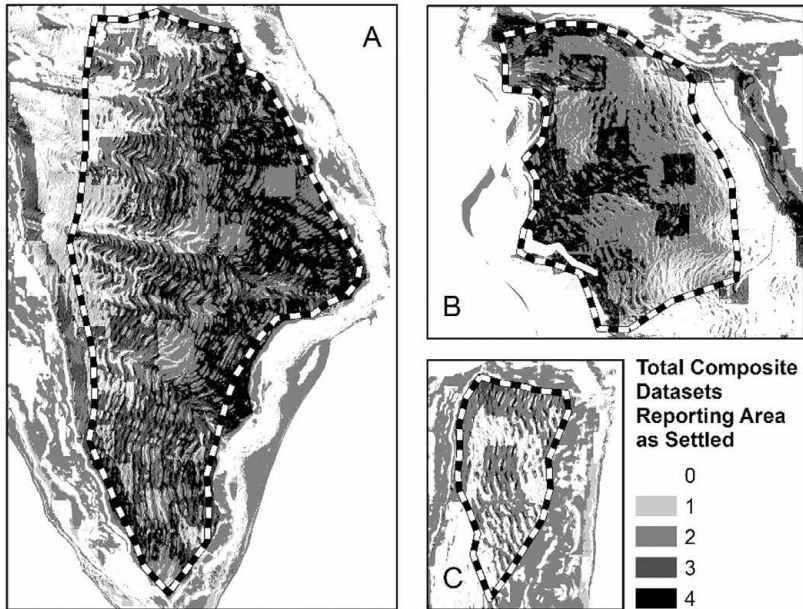 A
B
C
Total Composite
Datasets
Reporting Area
as Settled
0
1
2
3
4